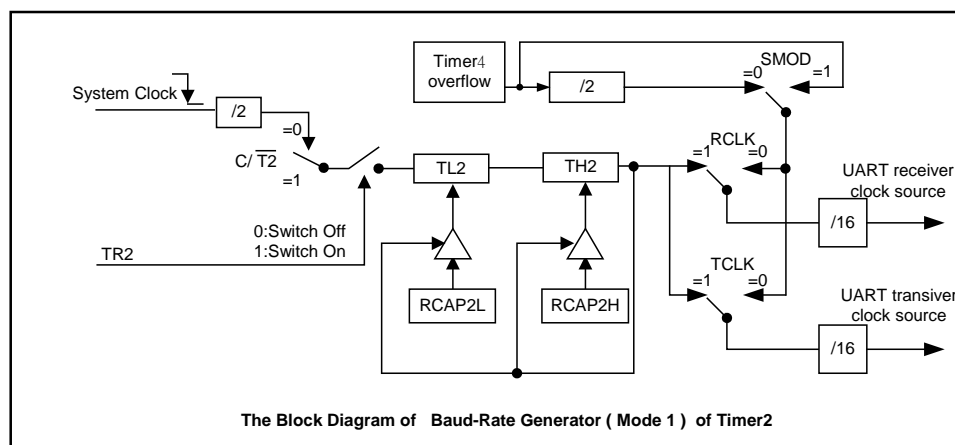 Timer4
overflow
/2
SMOD
=0
=1
System Clock
/2
=0
C/ T2
=1
TL2
TH2
RCLK
=1
=0
UART receiver
clock source
/16
0:Switch Off
1:Switch On
TR2
RCAP2L
RCAP2H
TCLK
=1
=0
UART transiver
clock source
/16
The Block Diagram of Baud-Rate Generator ( Mode 1 ) of Timer2